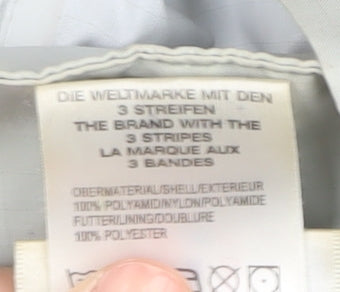 DIE WELTMARKE MIT DEN
3 STREIFEN
THE BRAND WITH THE
3 STRIPES
LA MARQUE AUX
3 BANDES
OBERMATERIAL/SHELL/EXTERIEUR
100% POLYAMID/NYLON/POLYAMIDE
FUTTER/LINING/DOUBLURE
100% POLYESTER